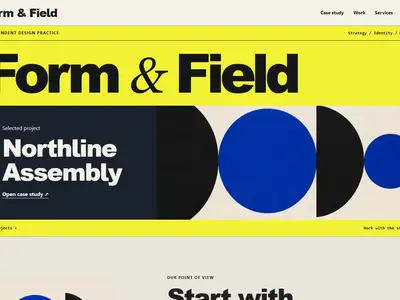 rm & Field
Case study Work Services
NDENT DESIGN PRACTICE
Strategy / Identity /
Form & Field
Selected project
Northline
Assembly
Open case study ↗
Work with the st
OUR POINT OF VIEW
Start with